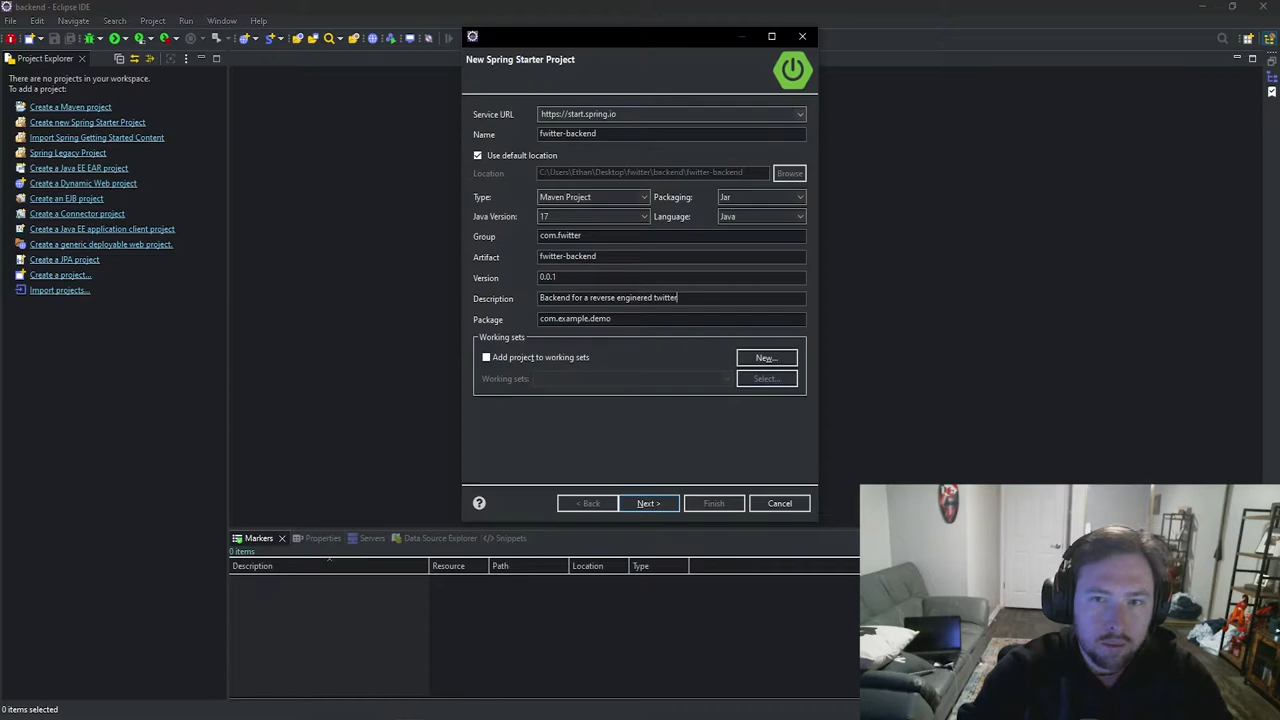 backend - Eclipse IDE
File Edit Navigate Search Project Run Window Help
Project Explorer
There are no projects in your workspace.
To add a project:
Create a Maven project
Create new Spring Starter Project
Import Spring Getting Started Content
Spring Legacy Project
Create a Java EE EAR project
Create a Dynamic Web project
Create an EJB project
Create a Connector project
Create a Java EE application client project
Create a generic deployable web project.
Create a JPA project
Create a project...
Import projects...
New Spring Starter Project
Service URL https://start.spring.io
Name fwitter-backend
Use default location
Location C:\Users\Ethan\Desktop\fwitter\backend\fwitter-backend Browse
Type: Maven Project Packaging: Jar
Java Version: 17 Language: Java
Group com.fwitter
Artifact fwitter-backend
Version 0.0.1
Description Backend for a reverse enginered twitter
Package com.example.demo
Working sets
Add project to working sets New...
Working sets: Select...
< Back Next > Finish Cancel
Markers Properties Servers Data Source Explorer Snippets
0 items
Description Resource Path Location Type
0 items selected